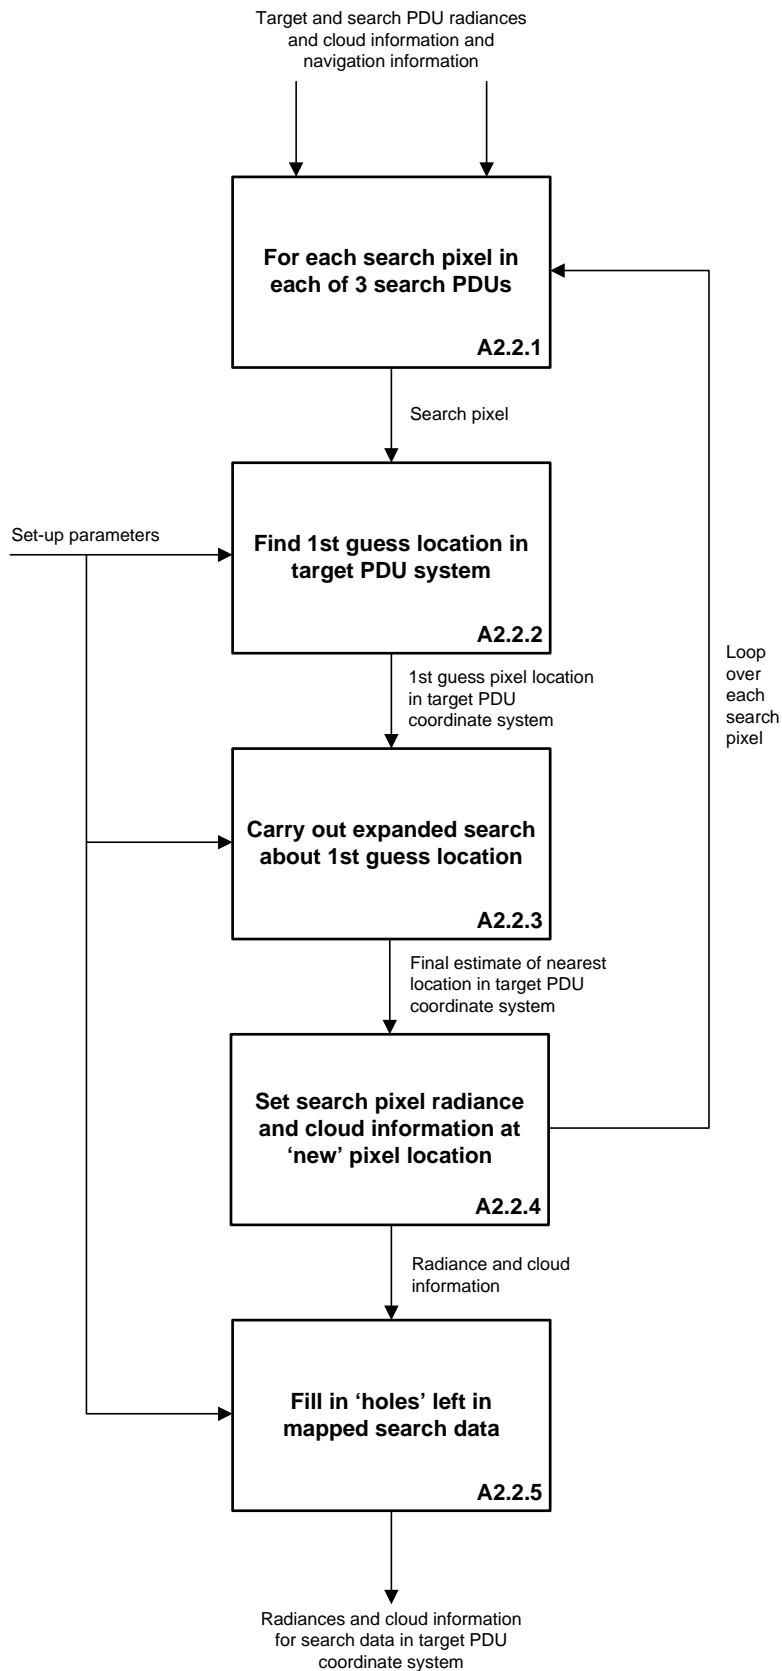 Target and search PDU radiances
and cloud information and
navigation information
For each search pixel in
each of 3 search PDUs
A2.2.1
Search pixel
Set-up parameters
Find 1st guess location in
target PDU system
A2.2.2
Loop
over
each
search
pixel
1st guess pixel location
in target PDU
coordinate system
Carry out expanded search
about 1st guess location
A2.2.3
Final estimate of nearest
location in target PDU
coordinate system
Set search pixel radiance
and cloud information at
‘new’ pixel location
A2.2.4
Radiance and cloud
information
Fill in ‘holes’ left in
mapped search data
A2.2.5
Radiances and cloud information
for search data in target PDU
coordinate system